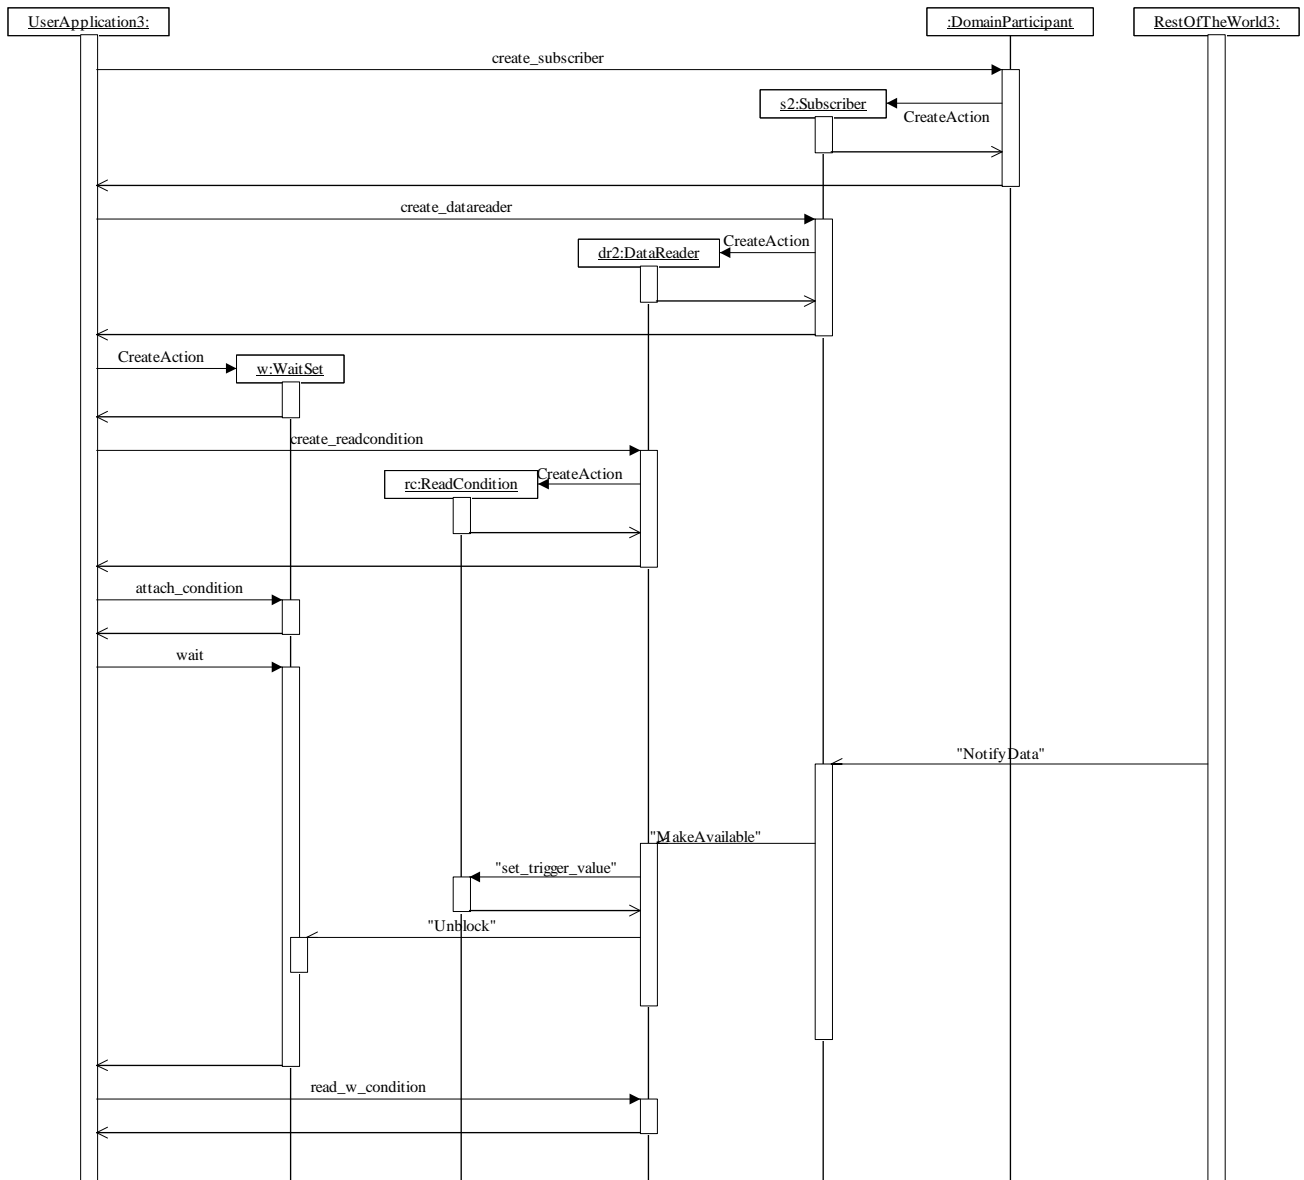 UserApplication3:
:DomainParticipant
RestOfTheWorld3:
create_subscriber
s2:Subscriber
CreateAction
create_datareader
CreateAction
dr2:DataReader
CreateAction
w:WaitSet
create_readcondition
CreateAction
rc:ReadCondition
attach_condition
wait
"NotifyData"
"MakeAvailable"
"set_trigger_value"
"Unblock"
read_w_condition